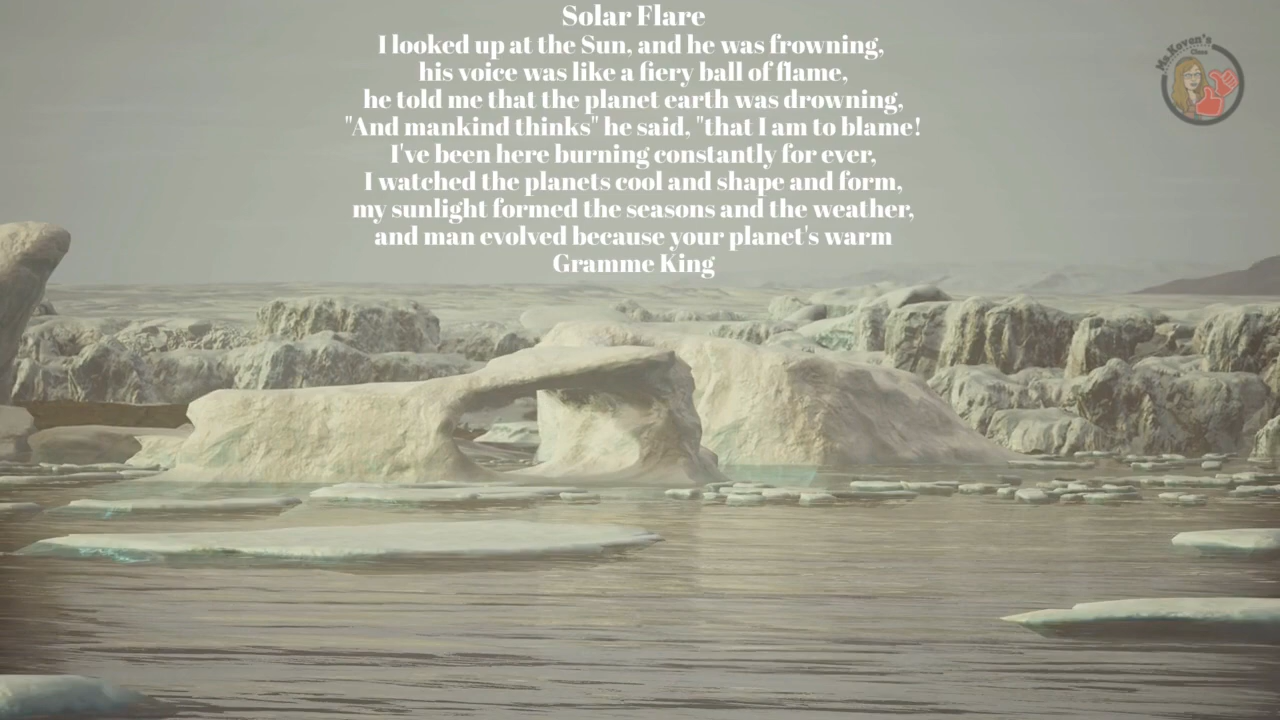 Solar Flare
I looked up at the Sun, and he was frowning,
his voice was like a fiery ball of flame,
he told me that the planet earth was drowning,
"And mankind thinks" he said, "that I am to blame!
I've been here burning constantly for ever,
I watched the planets cool and shape and form,
my sunlight formed the seasons and the weather,
and man evolved because your planet's warm
Gramme King
Ms.Koven's
Class